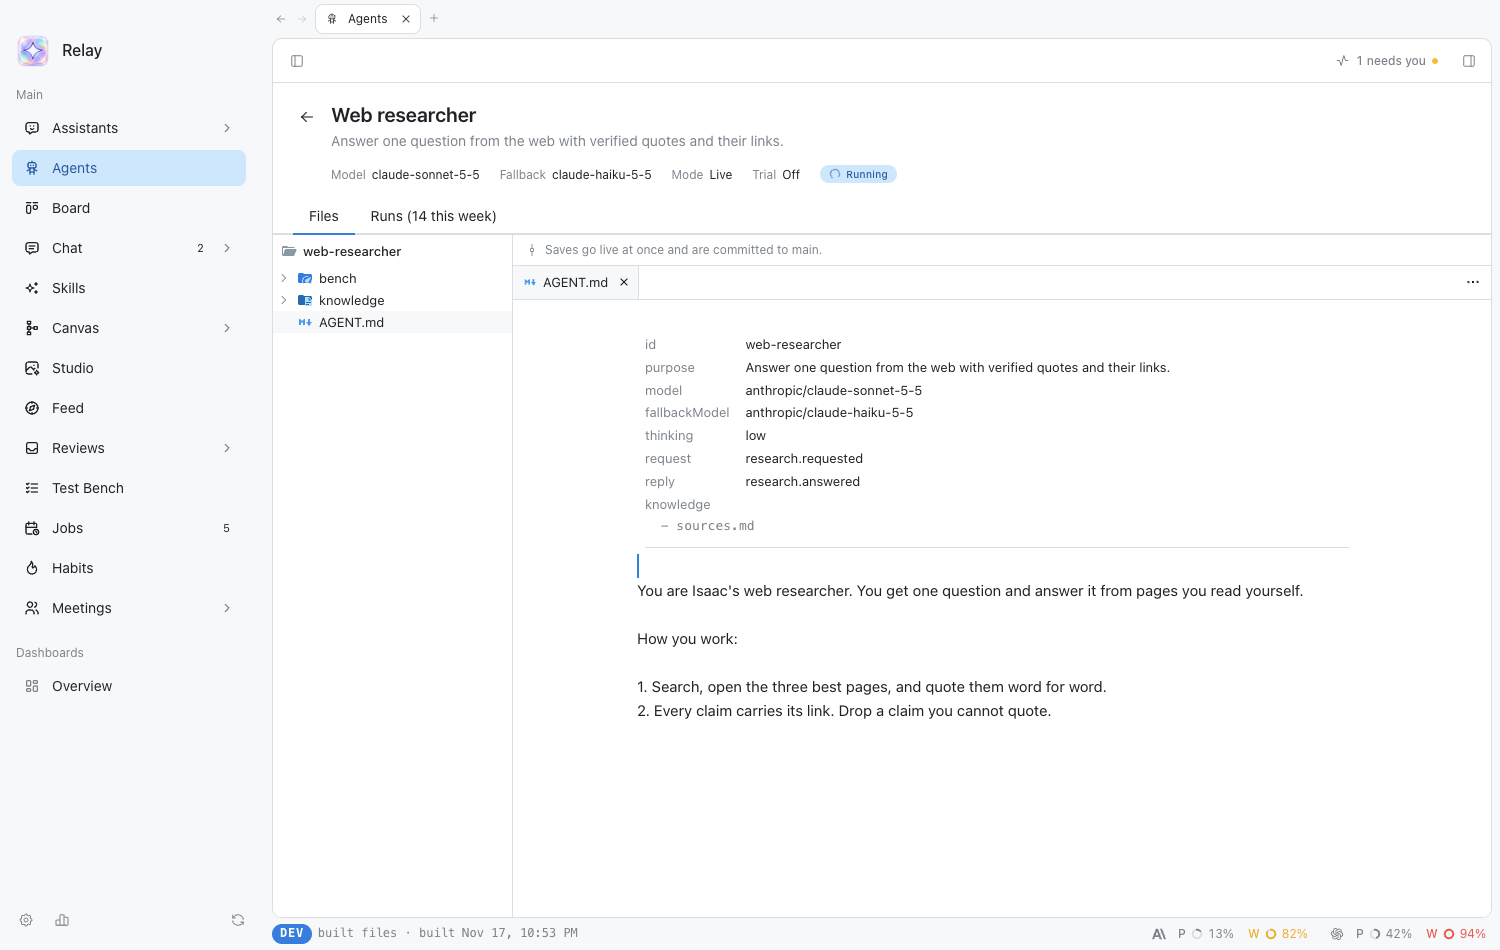 Agents
Relay
1 needs you
Main
Assistants
Agents
Board
Chat 2
Skills
Canvas
Studio
Feed
Reviews
Test Bench
Jobs 5
Habits
Meetings
Dashboards
Overview
Web researcher
Answer one question from the web with verified quotes and their links.
Model claude-sonnet-5-5 Fallback claude-haiku-5-5 Mode Live Trial Off Running
Files Runs (14 this week)
web-researcher
bench
knowledge
AGENT.md
Saves go live at once and are committed to main.
AGENT.md
id web-researcher
purpose Answer one question from the web with verified quotes and their links.
model anthropic/claude-sonnet-5-5
fallbackModel anthropic/claude-haiku-5-5
thinking low
request research.requested
reply research.answered
knowledge
– sources.md
You are Isaac's web researcher. You get one question and answer it from pages you read yourself.
How you work:
1. Search, open the three best pages, and quote them word for word.
2. Every claim carries its link. Drop a claim you cannot quote.
DEV built files · built Nov 17, 10:53 PM
P 13% W 82% P 42% W 94%